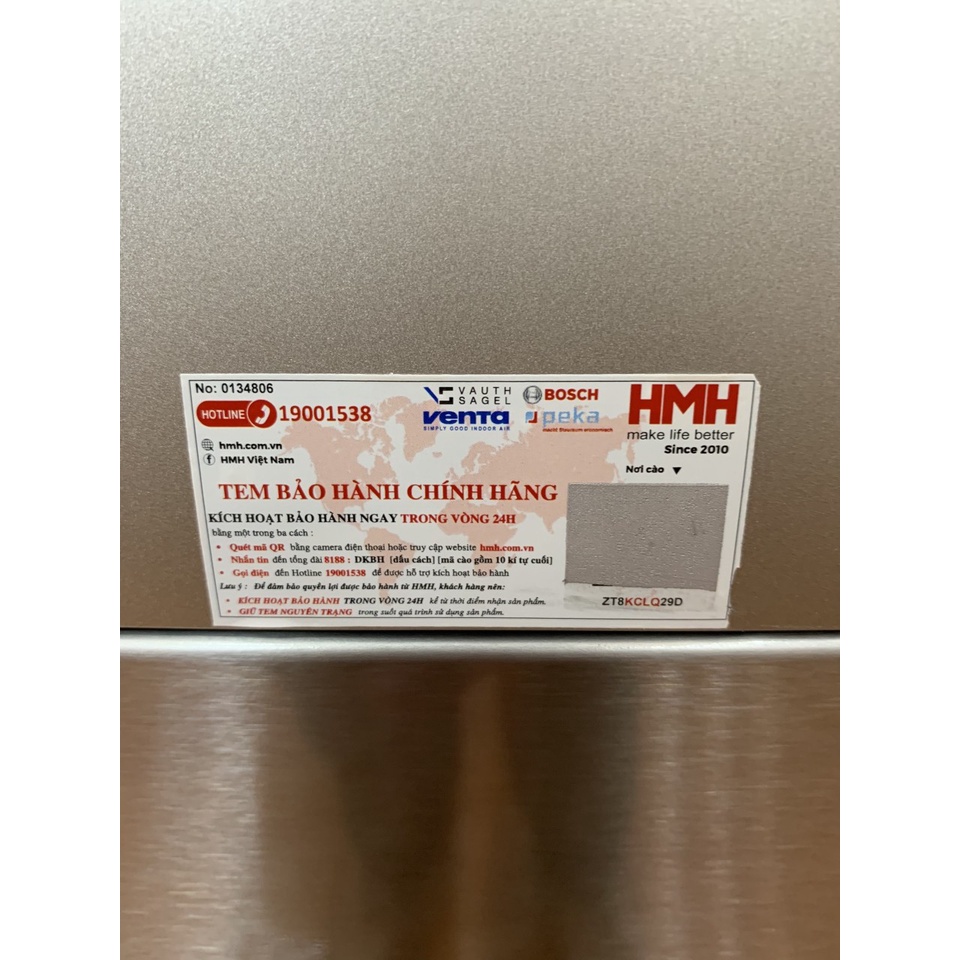 No: 0134806
HOTLINE 19001538
hmh.com.vn
HMH Việt Nam
VAUTH SAGEL
venta
SIMPLY GOOD INDOOR AIR
BOSCH
peka
HMH
make life better
Since 2010
Nơi cào
TEM BẢO HÀNH CHÍNH HÃNG
KÍCH HOẠT BẢO HÀNH NGAY TRONG VÒNG 24H
bằng một trong ba cách :
• Quét mã QR bằng camera điện thoại hoặc truy cập website hmh.com.vn
• Nhắn tin đến tổng đài 8188 : DKBH [dấu cách] [mã cào gồm 10 kí tự cuối]
• Gọi điện đến Hotline 19001538 để được hỗ trợ kích hoạt bảo hành
Lưu ý : Để đảm bảo quyền lợi được bảo hành từ HMH, khách hàng nên:
• KÍCH HOẠT BẢO HÀNH TRONG VÒNG 24H kể từ thời điểm nhận sản phẩm.
• GIỮ TEM NGUYÊN TRẠNG trong suốt quá trình sử dụng sản phẩm.
ZT8KCLQ29D